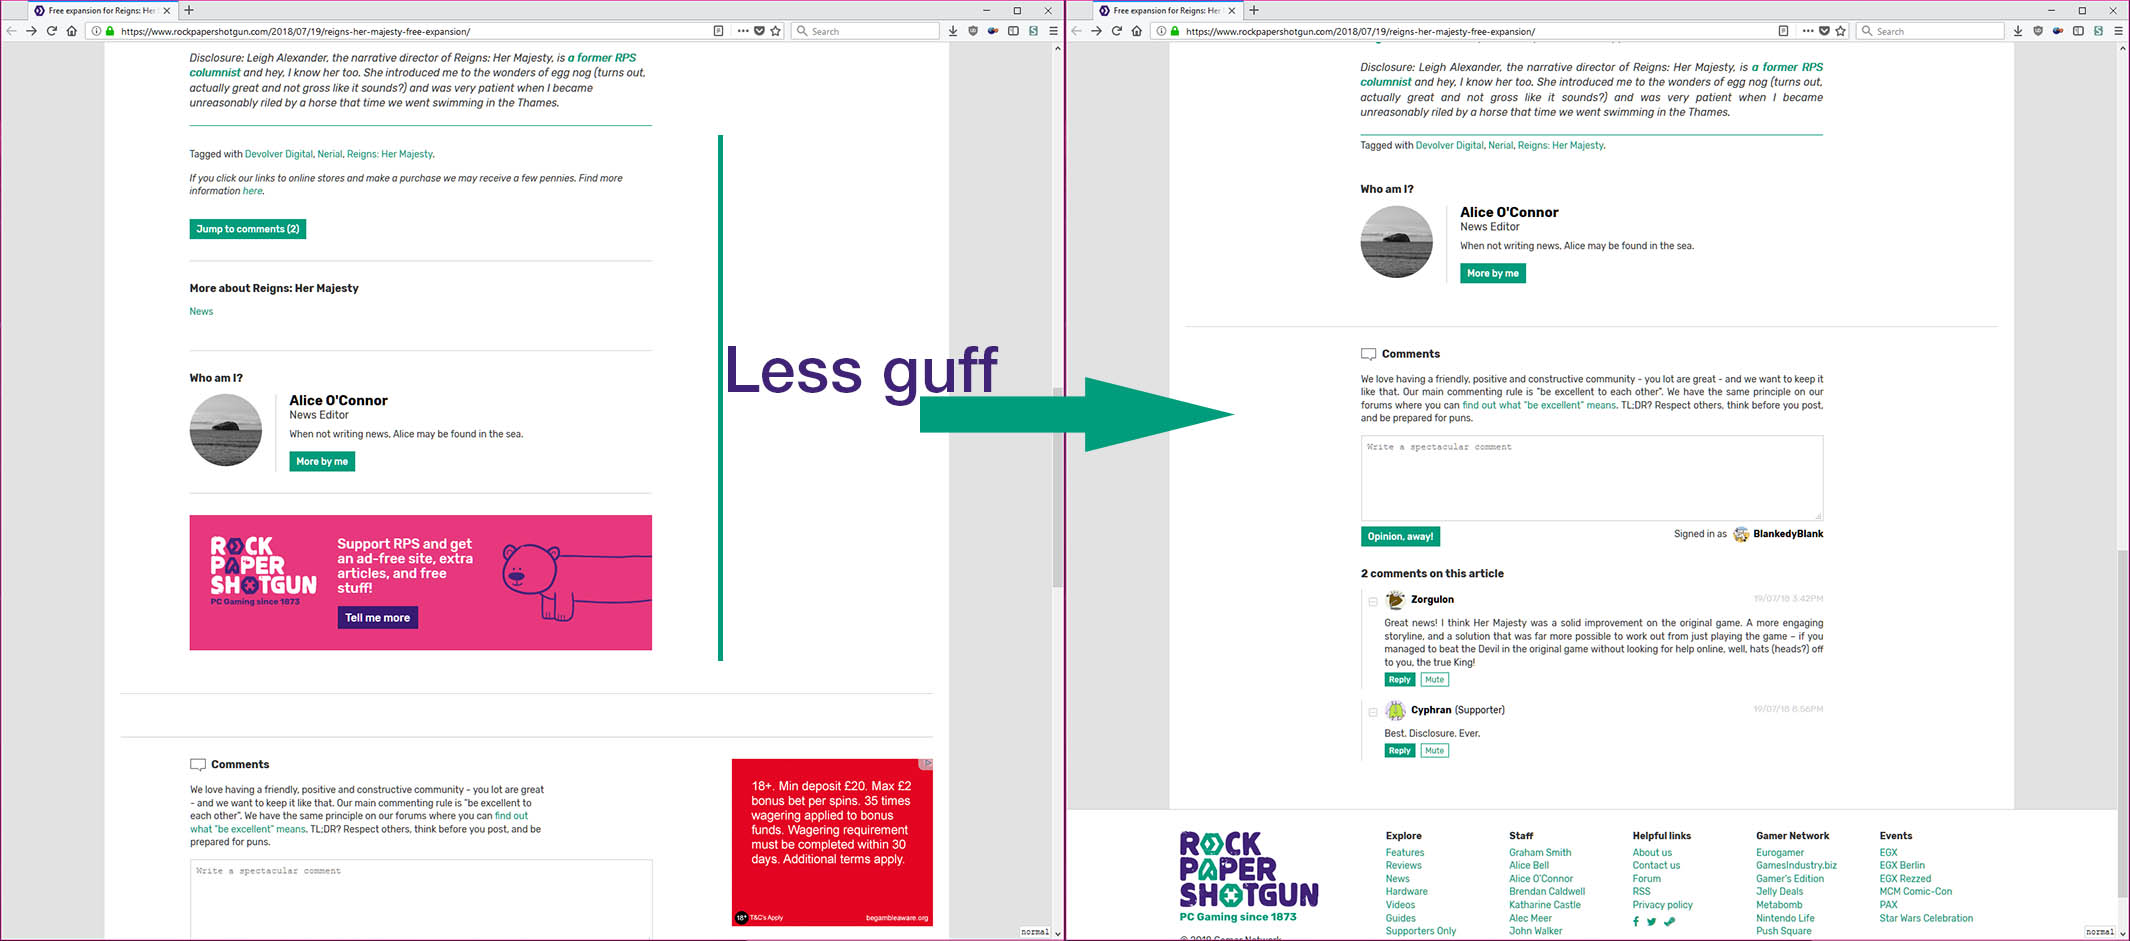 Free expansion for Reigns: Her
https://www.rockpapershotgun.com/2018/07/19/reigns-her-majesty-free-expansion/
Search
Disclosure: Leigh Alexander, the narrative director of Reigns: Her Majesty, is a former RPS
columnist and hey, I know her too. She introduced me to the wonders of egg nog (turns out,
actually great and not gross like it sounds?) and was very patient when I became
unreasonably riled by a horse that time we went swimming in the Thames.
Tagged with Devolver Digital, Nerial, Reigns: Her Majesty.
If you click our links to online stores and make a purchase we may receive a few pennies. Find more
information here.
Jump to comments (2)
More about Reigns: Her Majesty
News
Who am I?
Alice O'Connor
News Editor
When not writing news, Alice may be found in the sea.
More by me
ROCK
PAPER
SHOTGUN
PC Gaming since 1873
Support RPS and get
an ad-free site, extra
articles, and free
stuff!
Tell me more
Comments
We love having a friendly, positive and constructive community - you lot are great
- and we want to keep it like that. Our main commenting rule is "be excellent to
each other". We have the same principle on our forums where you can find out
what "be excellent" means. TL;DR? Respect others, think before you post, and be
prepared for puns.
Write a spectacular comment
18+. Min deposit £20. Max £2
bonus bet per spins. 35 times
wagering applied to bonus
funds. Wagering requirement
must be completed within 30
days. Additional terms apply.
18+ T&C's Apply
begambleaware.org
normal
Less guff
Free expansion for Reigns: Her
https://www.rockpapershotgun.com/2018/07/19/reigns-her-majesty-free-expansion/
Search
Disclosure: Leigh Alexander, the narrative director of Reigns: Her Majesty, is a former RPS
columnist and hey, I know her too. She introduced me to the wonders of egg nog (turns out,
actually great and not gross like it sounds?) and was very patient when I became
unreasonably riled by a horse that time we went swimming in the Thames.
Tagged with Devolver Digital, Nerial, Reigns: Her Majesty.
Who am I?
Alice O'Connor
News Editor
When not writing news, Alice may be found in the sea.
More by me
Comments
We love having a friendly, positive and constructive community - you lot are great - and we want to keep it
like that. Our main commenting rule is "be excellent to each other". We have the same principle on our
forums where you can find out what "be excellent" means. TL;DR? Respect others, think before you post,
and be prepared for puns.
Write a spectacular comment
Opinion, away!
Signed in as BlankedyBlank
2 comments on this article
Zorgulon
19/07/18 3:42PM
Great news! I think Her Majesty was a solid improvement on the original game. A more engaging
storyline, and a solution that was far more possible to work out from just playing the game – if you
managed to beat the Devil in the original game without looking for help online, well, hats (heads?) off
to you, the true King!
Reply Mute
Cyphran (Supporter)
19/07/18 8:56PM
Best. Disclosure. Ever.
Reply Mute
ROCK
PAPER
SHOTGUN
PC Gaming since 1873
Explore
Features
Reviews
News
Hardware
Videos
Guides
Supporters Only
Staff
Graham Smith
Alice Bell
Alice O'Connor
Brendan Caldwell
Katharine Castle
Alec Meer
John Walker
Helpful links
About us
Contact us
Forum
RSS
Privacy policy
Gamer Network
Eurogamer
GamesIndustry.biz
Gamer's Edition
Jelly Deals
Metabomb
Nintendo Life
Push Square
Events
EGX
EGX Berlin
EGX Rezzed
MCM Comic-Con
PAX
Star Wars Celebration
normal